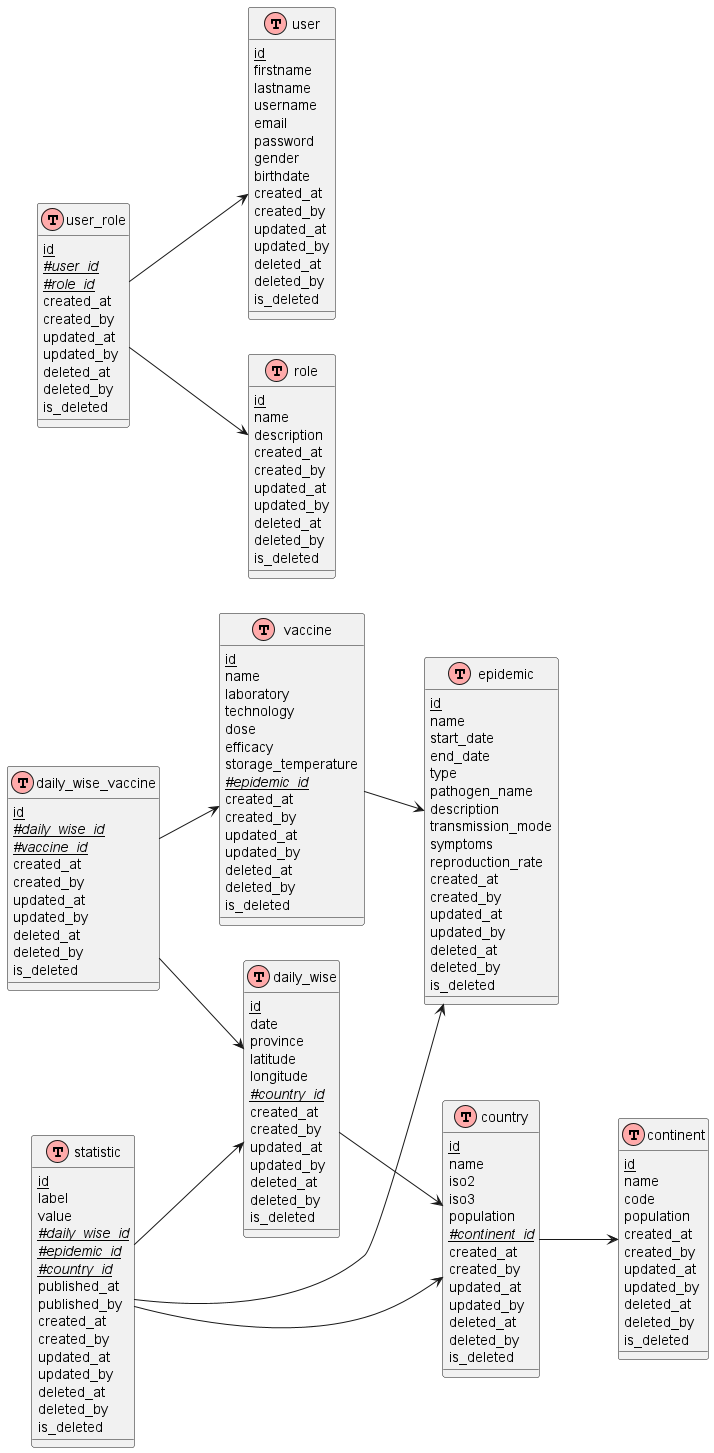 T user
id
firstname
lastname
username
email
password
gender
birthdate
created_at
created_by
updated_at
updated_by
deleted_at
deleted_by
is_deleted
T user_role
id
#user_id
#role_id
created_at
created_by
updated_at
updated_by
deleted_at
deleted_by
is_deleted
T role
id
name
description
created_at
created_by
updated_at
updated_by
deleted_at
deleted_by
is_deleted
T vaccine
id
name
laboratory
technology
dose
efficacy
storage_temperature
#epidemic_id
created_at
created_by
updated_at
updated_by
deleted_at
deleted_by
is_deleted
T epidemic
id
name
start_date
end_date
type
pathogen_name
description
transmission_mode
symptoms
reproduction_rate
created_at
created_by
updated_at
updated_by
deleted_at
deleted_by
is_deleted
T daily_wise_vaccine
id
#daily_wise_id
#vaccine_id
created_at
created_by
updated_at
updated_by
deleted_at
deleted_by
is_deleted
T daily_wise
id
date
province
latitude
longitude
#country_id
created_at
created_by
updated_at
updated_by
deleted_at
deleted_by
is_deleted
T statistic
id
label
value
#daily_wise_id
#epidemic_id
#country_id
published_at
published_by
created_at
created_by
updated_at
updated_by
deleted_at
deleted_by
is_deleted
T country
id
name
iso2
iso3
population
#continent_id
created_at
created_by
updated_at
updated_by
deleted_at
deleted_by
is_deleted
T continent
id
name
code
population
created_at
created_by
updated_at
updated_by
deleted_at
deleted_by
is_deleted